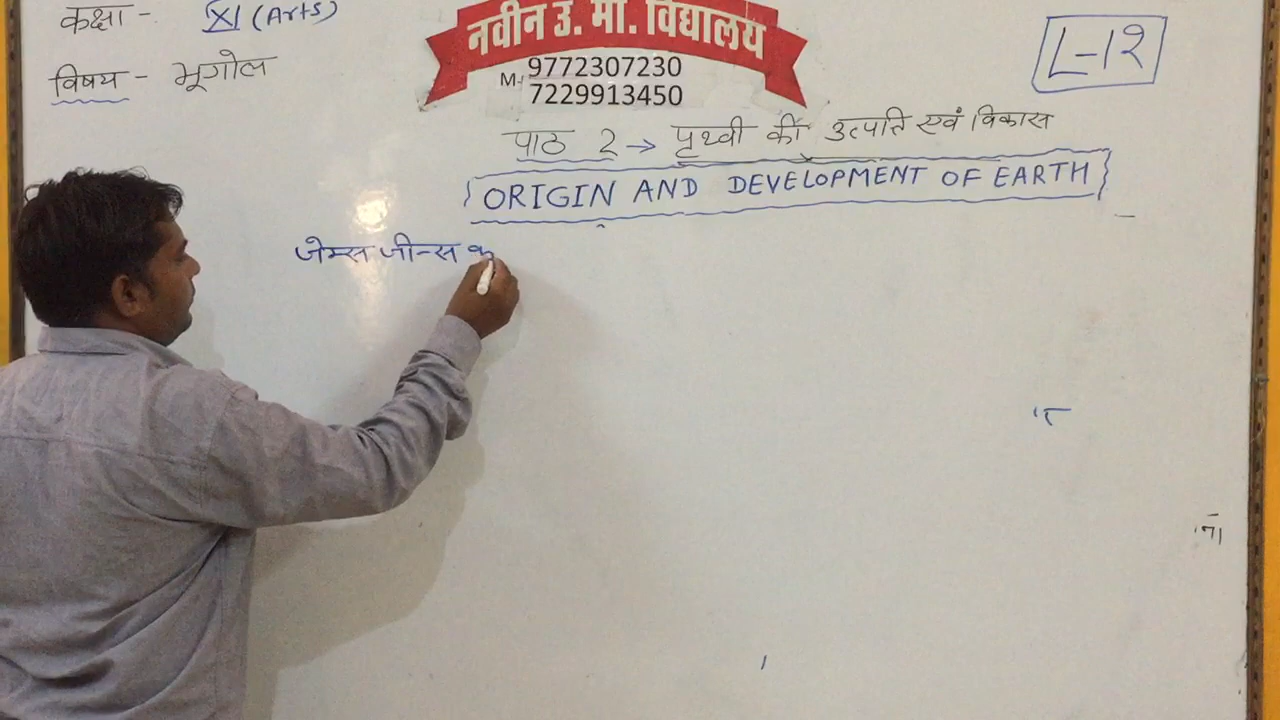 कक्षा - XI (Arts)
विषय - भूगोल
नवीन उ. मा. विद्यालय
M- 9772307230
7229913450
L-12
पाठ 2 → पृथ्वी की उत्पति एवं विकास
ORIGIN AND DEVELOPMENT OF EARTH
जेम्स जीन्स